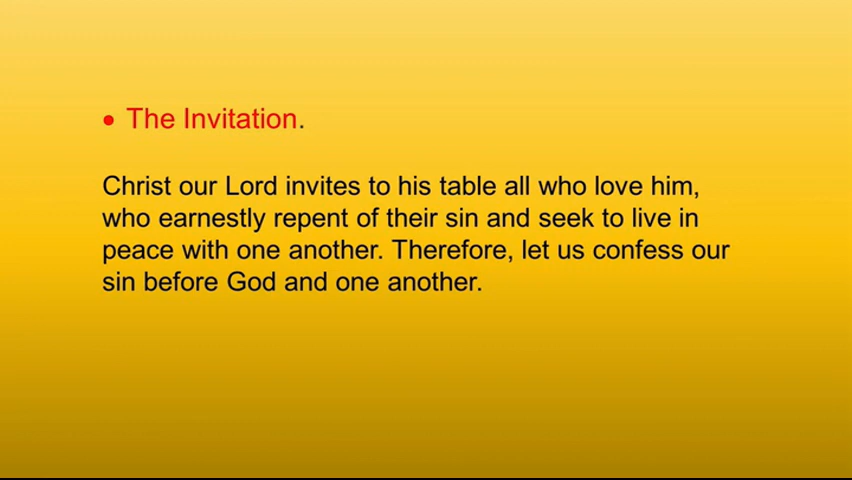 • The Invitation.
Christ our Lord invites to his table all who love him,
who earnestly repent of their sin and seek to live in
peace with one another. Therefore, let us confess our
sin before God and one another.